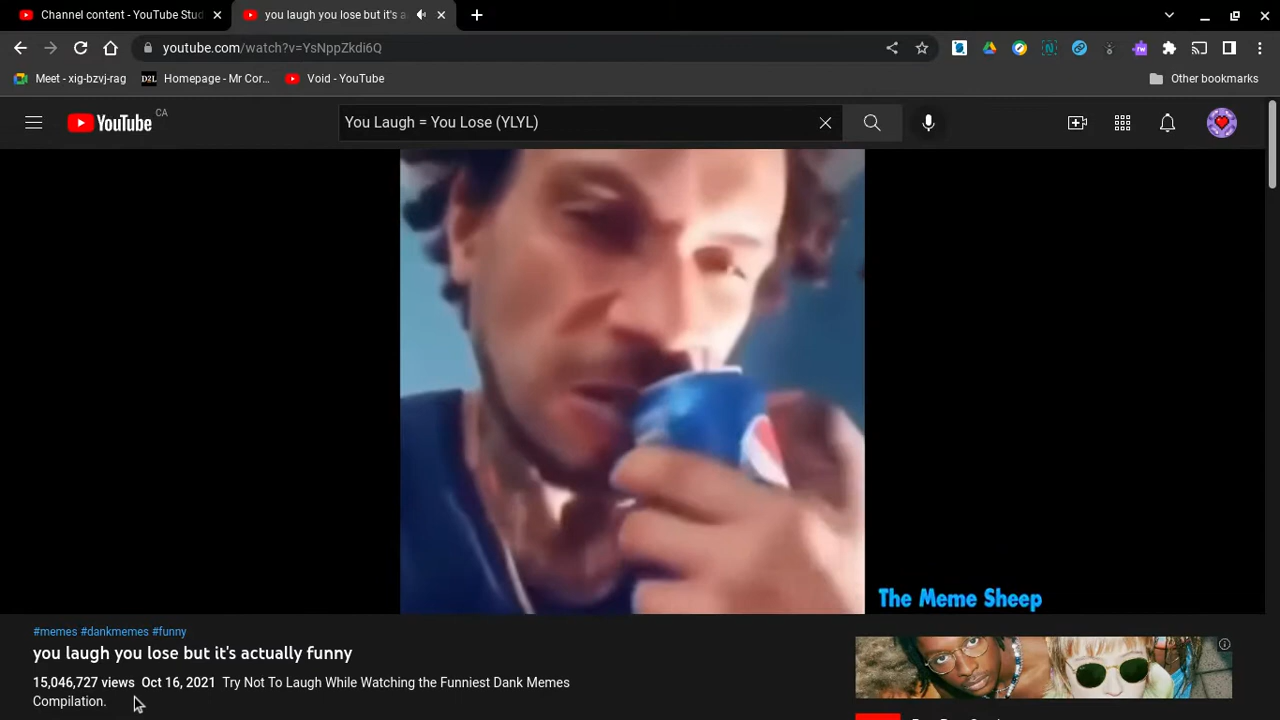 Channel content - YouTube Stud
you laugh you lose but it's a
youtube.com/watch?v=YsNppZkdi6Q
Meet - xig-bzvj-rag
Homepage - Mr Cor...
Void - YouTube
Other bookmarks
YouTube CA
You Laugh = You Lose (YLYL)
The Meme Sheep
#memes #dankmemes #funny
you laugh you lose but it's actually funny
15,046,727 views Oct 16, 2021 Try Not To Laugh While Watching the Funniest Dank Memes
Compilation.